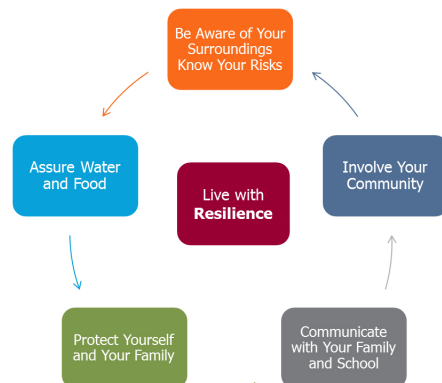 Be Aware of Your
Surroundings
Know Your Risks
Assure Water
and Food
Live with
Resilience
Involve Your
Community
Protect Yourself
and Your Family
Communicate
with Your Family
and School